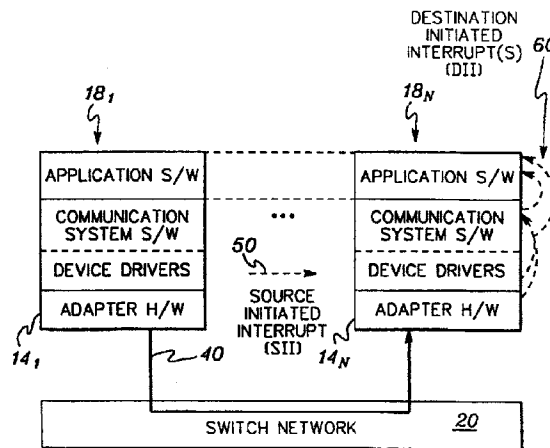 DESTINATION
INITIATED
INTERRUPT(S)
(DII)
60
18₁
18N
APPLICATION S/W
COMMUNICATION
SYSTEM S/W
DEVICE DRIVERS
ADAPTER H/W
14₁
40
...
50
SOURCE
INITIATED
INTERRUPT
(SII)
APPLICATION S/W
COMMUNICATION
SYSTEM S/W
DEVICE DRIVERS
ADAPTER H/W
14N
SWITCH NETWORK
20